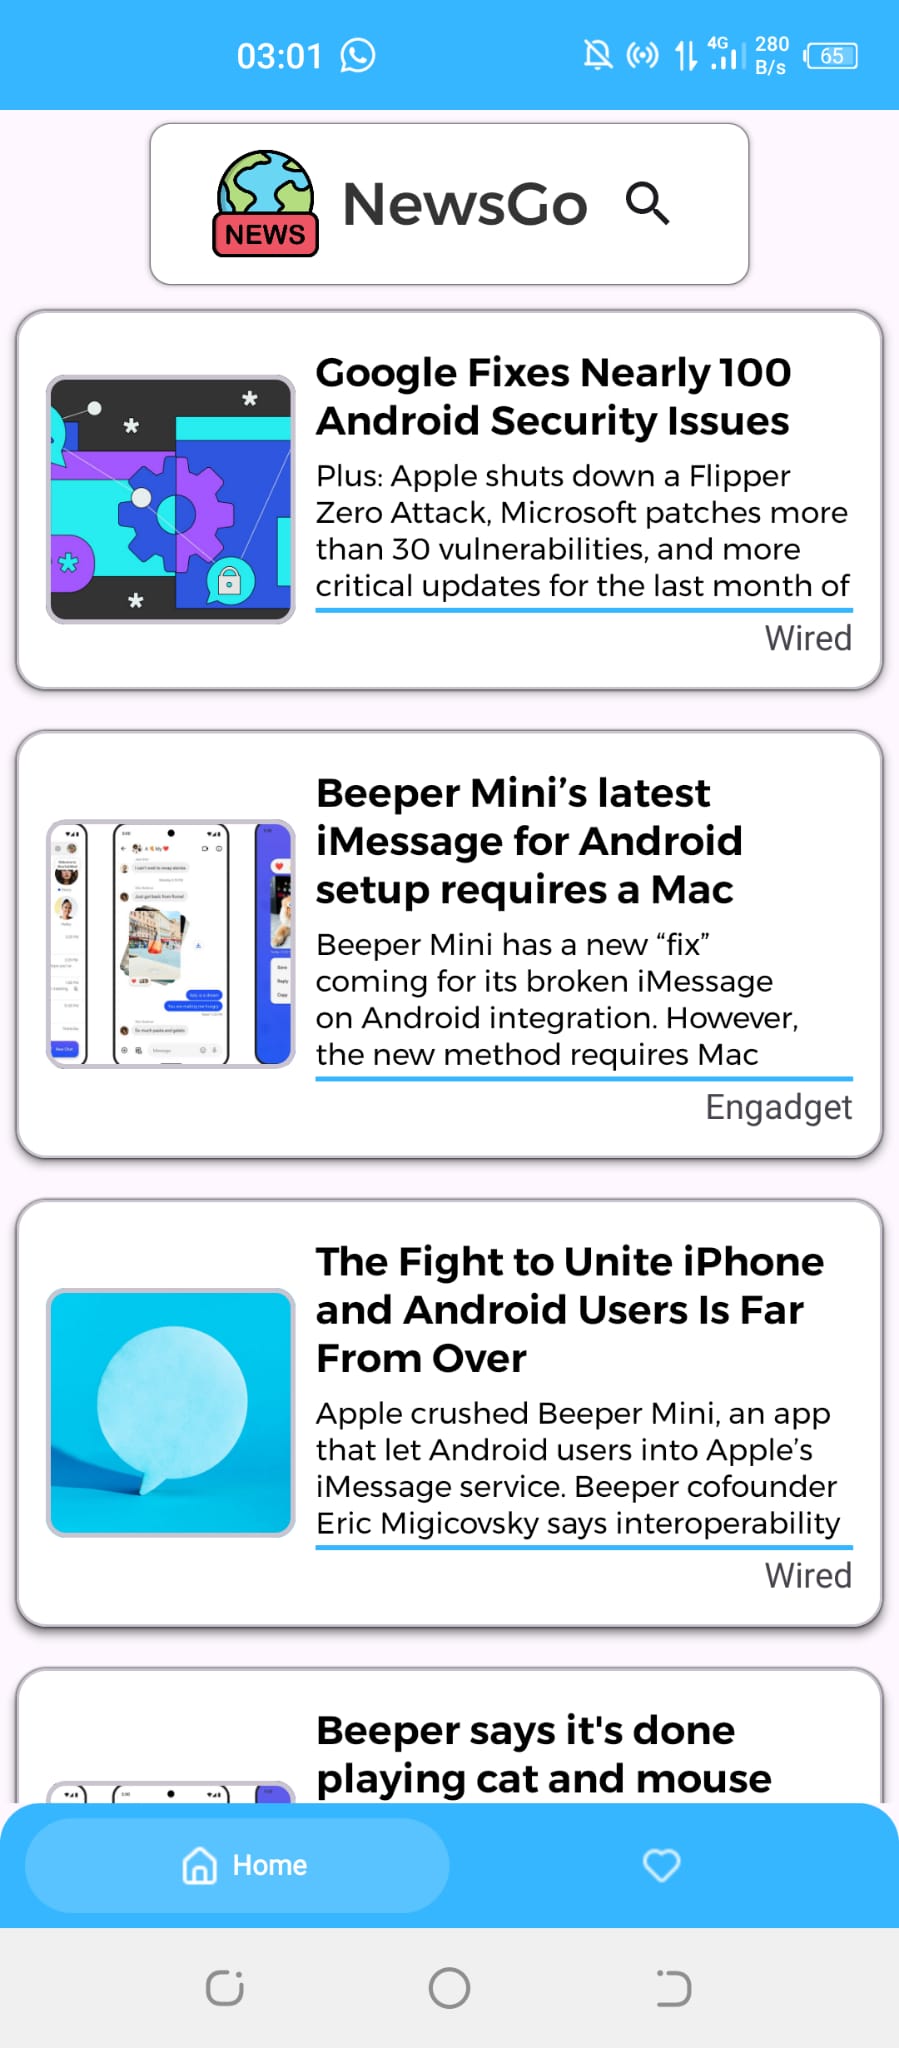 03:01
4G
280
B/s
65
NEWS
NewsGo
Google Fixes Nearly 100
Android Security Issues
Plus: Apple shuts down a Flipper
Zero Attack, Microsoft patches more
than 30 vulnerabilities, and more
critical updates for the last month of
Wired
Beeper Mini’s latest
iMessage for Android
setup requires a Mac
Beeper Mini has a new “fix”
coming for its broken iMessage
on Android integration. However,
the new method requires Mac
Engadget
The Fight to Unite iPhone
and Android Users Is Far
From Over
Apple crushed Beeper Mini, an app
that let Android users into Apple’s
iMessage service. Beeper cofounder
Eric Migicovsky says interoperability
Wired
Beeper says it's done
playing cat and mouse
Home